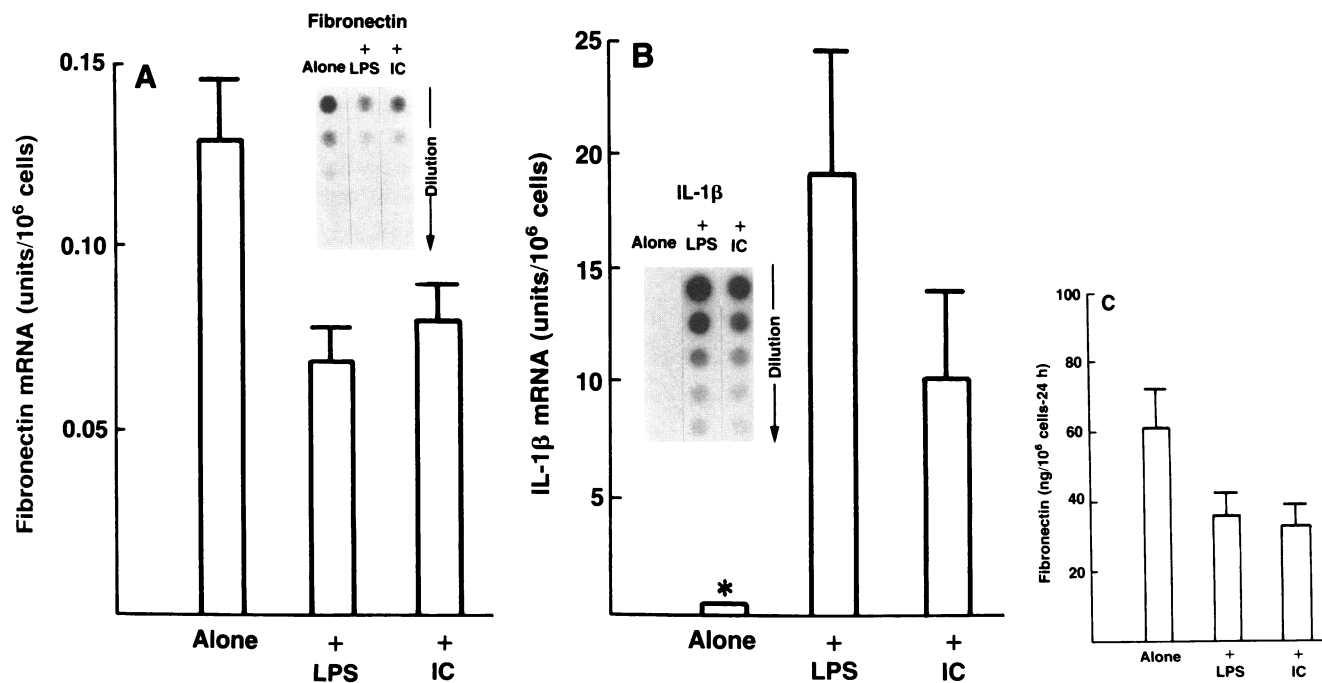 A
Fibronectin mRNA (units/10⁶ cells)
0.15
0.10
0.05
Fibronectin
+ +
Alone LPS IC
Dilution
Alone + +
LPS IC
B
IL-1β mRNA (units/10⁶ cells)
25
20
15
10
5
IL-1β
+ +
Alone LPS IC
Dilution
*
Alone + +
LPS IC
C
Fibronectin (ng/10⁶ cells-24 h)
100
80
60
40
20
Alone + +
LPS IC